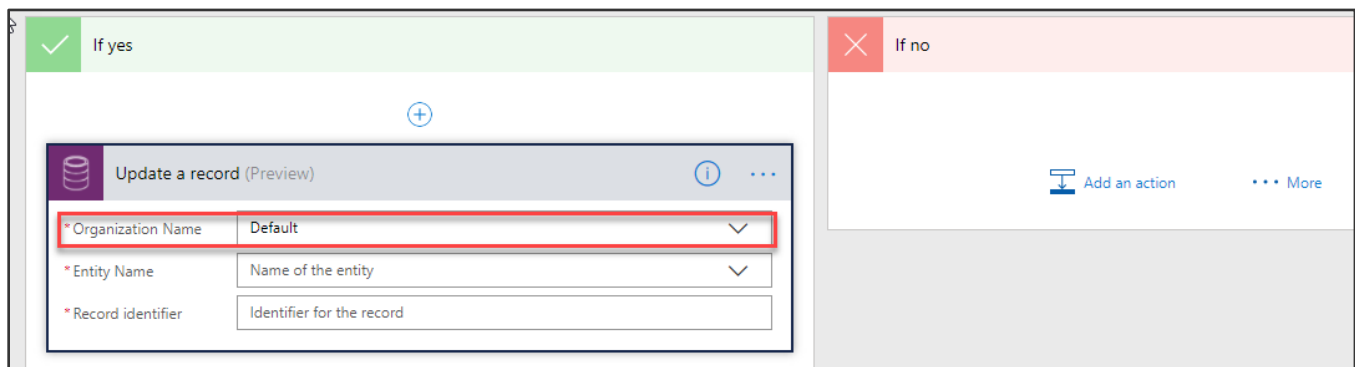 If yes
If no
Update a record (Preview)
Add an action
More
* Organization Name
Default
* Entity Name
Name of the entity
* Record identifier
Identifier for the record